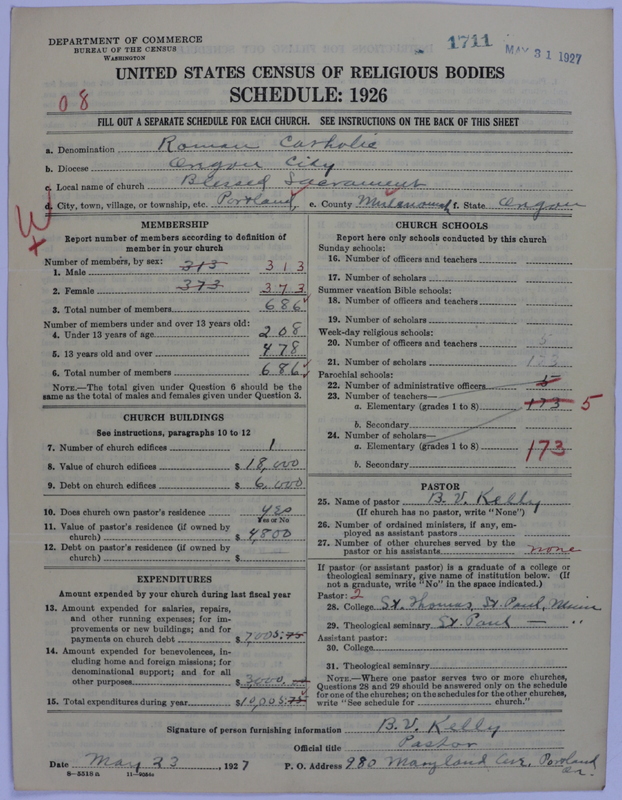 DEPARTMENT OF COMMERCE
BUREAU OF THE CENSUS
WASHINGTON
1711
MAY 31 1927
UNITED STATES CENSUS OF RELIGIOUS BODIES
08
SCHEDULE: 1926
FILL OUT A SEPARATE SCHEDULE FOR EACH CHURCH. SEE INSTRUCTIONS ON THE BACK OF THIS SHEET
a. Denomination Roman Catholic
b. Diocese Oregon City
c. Local name of church Blessed Sacrament
d. City, town, village, or township, etc. Portland, e. County Multnomah f. State Oregon
MEMBERSHIP
Report number of members according to definition of
member in your church
Number of members, by sex:
1. Male 313 313
2. Female 373 373
3. Total number of members 686
Number of members under and over 13 years old:
4. Under 13 years of age 208
5. 13 years old and over 478
6. Total number of members 686
NOTE.—The total given under Question 6 should be
same as the total of males and females given under Question 3.
CHURCH BUILDINGS
See instructions, paragraphs 10 to 12
7. Number of church edifices 1
8. Value of church edifices $ 18,000
9. Debt on church edifices $ 6,000
10. Does church own pastor's residence yes
Yes or No
11. Value of pastor's residence (if owned by
church) $ 4,800
12. Debt on pastor's residence (if owned by
church) $
EXPENDITURES
Amount expended by your church during last fiscal year
13. Amount expended for salaries, repairs,
and other running expenses; for im-
provements or new buildings; and for
payments on church debt $ 7,005.75
14. Amount expended for benevolences, in-
cluding home and foreign missions; for
denominational support; and for all
other purposes $ 3,000.—
15. Total expenditures during year $ 10,005.75
CHURCH SCHOOLS
Report here only schools conducted by this church
Sunday schools:
16. Number of officers and teachers
17. Number of scholars
Summer vacation Bible schools:
18. Number of officers and teachers
19. Number of scholars
Week-day religious schools:
20. Number of officers and teachers 5
21. Number of scholars 173
Parochial schools:
22. Number of administrative officers 5
23. Number of teachers—
a. Elementary (grades 1 to 8) 173 5
b. Secondary
24. Number of scholars—
a. Elementary (grades 1 to 8) 173
b. Secondary
PASTOR
25. Name of pastor B. V. Kelly
(If church has no pastor, write "None")
26. Number of ordained ministers, if any, em-
ployed as assistant pastors
27. Number of other churches served by the
pastor or his assistants none
If pastor (or assistant pastor) is a graduate of a college or
theological seminary, give name of institution below. (If
not a graduate, write "No" in the space indicated.)
Pastor: 2
28. College St. Thomas, St. Paul, Minn
29. Theological seminary St. Paul — "
Assistant pastor:
30. College
31. Theological seminary
NOTE.—Where one pastor serves two or more churches,
Questions 28 and 29 should be answered only on the schedule
for one of the churches; on the schedules for the other churches,
write "See schedule for church."
Signature of person furnishing information B. V. Kelly
Official title Pastor
Date May 23, 1927 P. O. Address 980 Maryland Ave, Portland
Or.